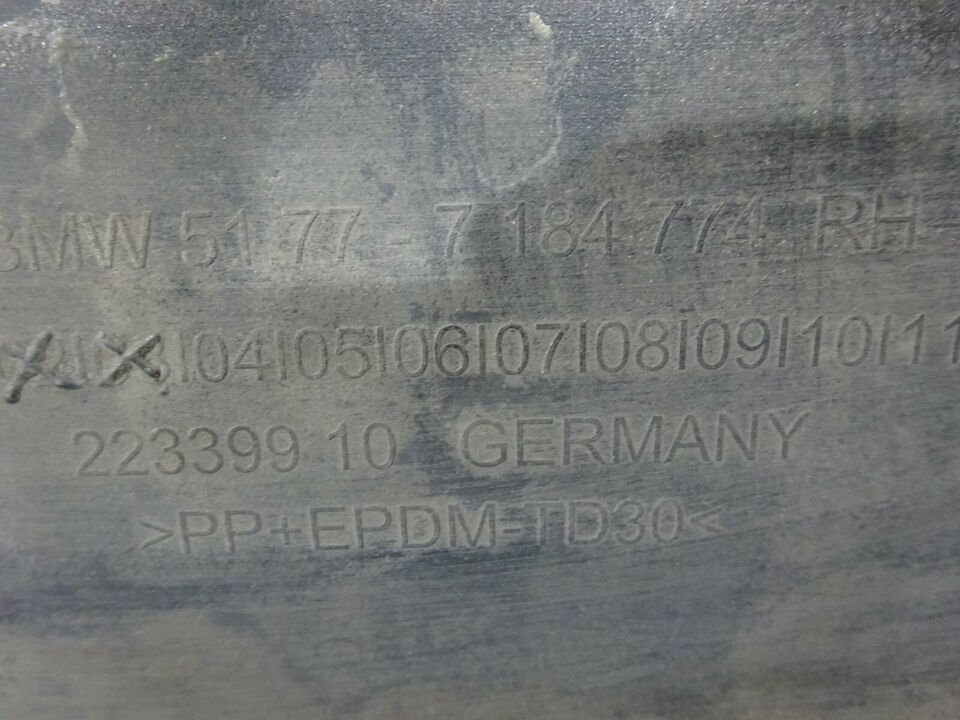 BMW 51.77 - 7 184 774 RH
03|04|05|06|07|08|09|10|11
223399 10 GERMANY
>PP+EPDM-TD30<